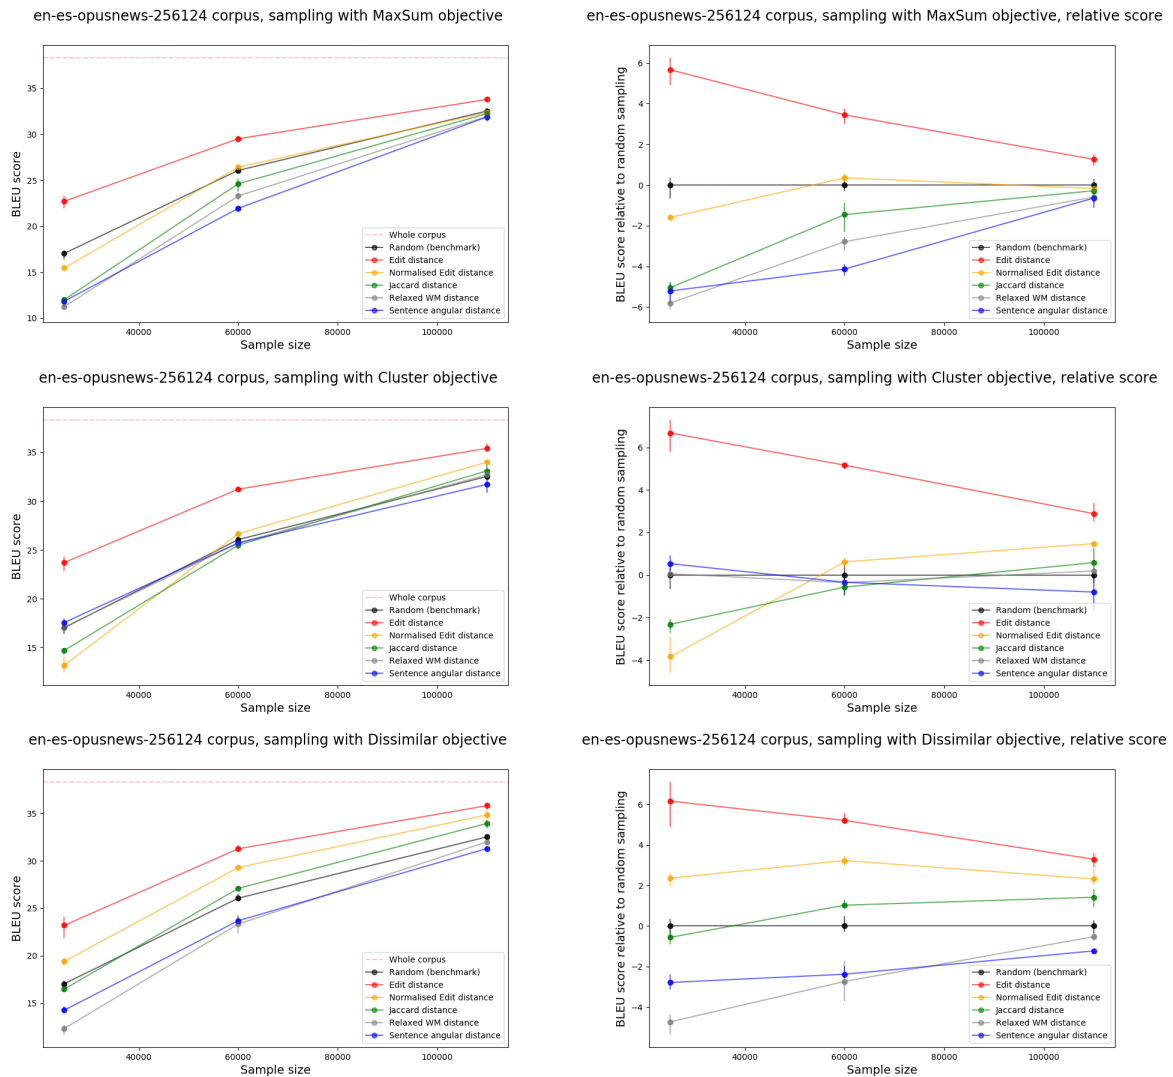 en-es-opusnews-256124 corpus, sampling with MaxSum objective
BLEU score
35
30
25
20
15
10
40000
60000
80000
100000
Sample size
Whole corpus
Random (benchmark)
Edit distance
Normalised Edit distance
Jaccard distance
Relaxed WM distance
Sentence angular distance
en-es-opusnews-256124 corpus, sampling with MaxSum objective, relative score
BLEU score relative to random sampling
6
4
2
0
−2
−4
−6
40000
60000
80000
100000
Sample size
Random (benchmark)
Edit distance
Normalised Edit distance
Jaccard distance
Relaxed WM distance
Sentence angular distance
en-es-opusnews-256124 corpus, sampling with Cluster objective
BLEU score
35
30
25
20
15
40000
60000
80000
100000
Sample size
Whole corpus
Random (benchmark)
Edit distance
Normalised Edit distance
Jaccard distance
Relaxed WM distance
Sentence angular distance
en-es-opusnews-256124 corpus, sampling with Cluster objective, relative score
BLEU score relative to random sampling
6
4
2
0
−2
−4
40000
60000
80000
100000
Sample size
Random (benchmark)
Edit distance
Normalised Edit distance
Jaccard distance
Relaxed WM distance
Sentence angular distance
en-es-opusnews-256124 corpus, sampling with Dissimilar objective
BLEU score
35
30
25
20
15
40000
60000
80000
100000
Sample size
Whole corpus
Random (benchmark)
Edit distance
Normalised Edit distance
Jaccard distance
Relaxed WM distance
Sentence angular distance
en-es-opusnews-256124 corpus, sampling with Dissimilar objective, relative score
BLEU score relative to random sampling
6
4
2
0
−2
−4
40000
60000
80000
100000
Sample size
Random (benchmark)
Edit distance
Normalised Edit distance
Jaccard distance
Relaxed WM distance
Sentence angular distance